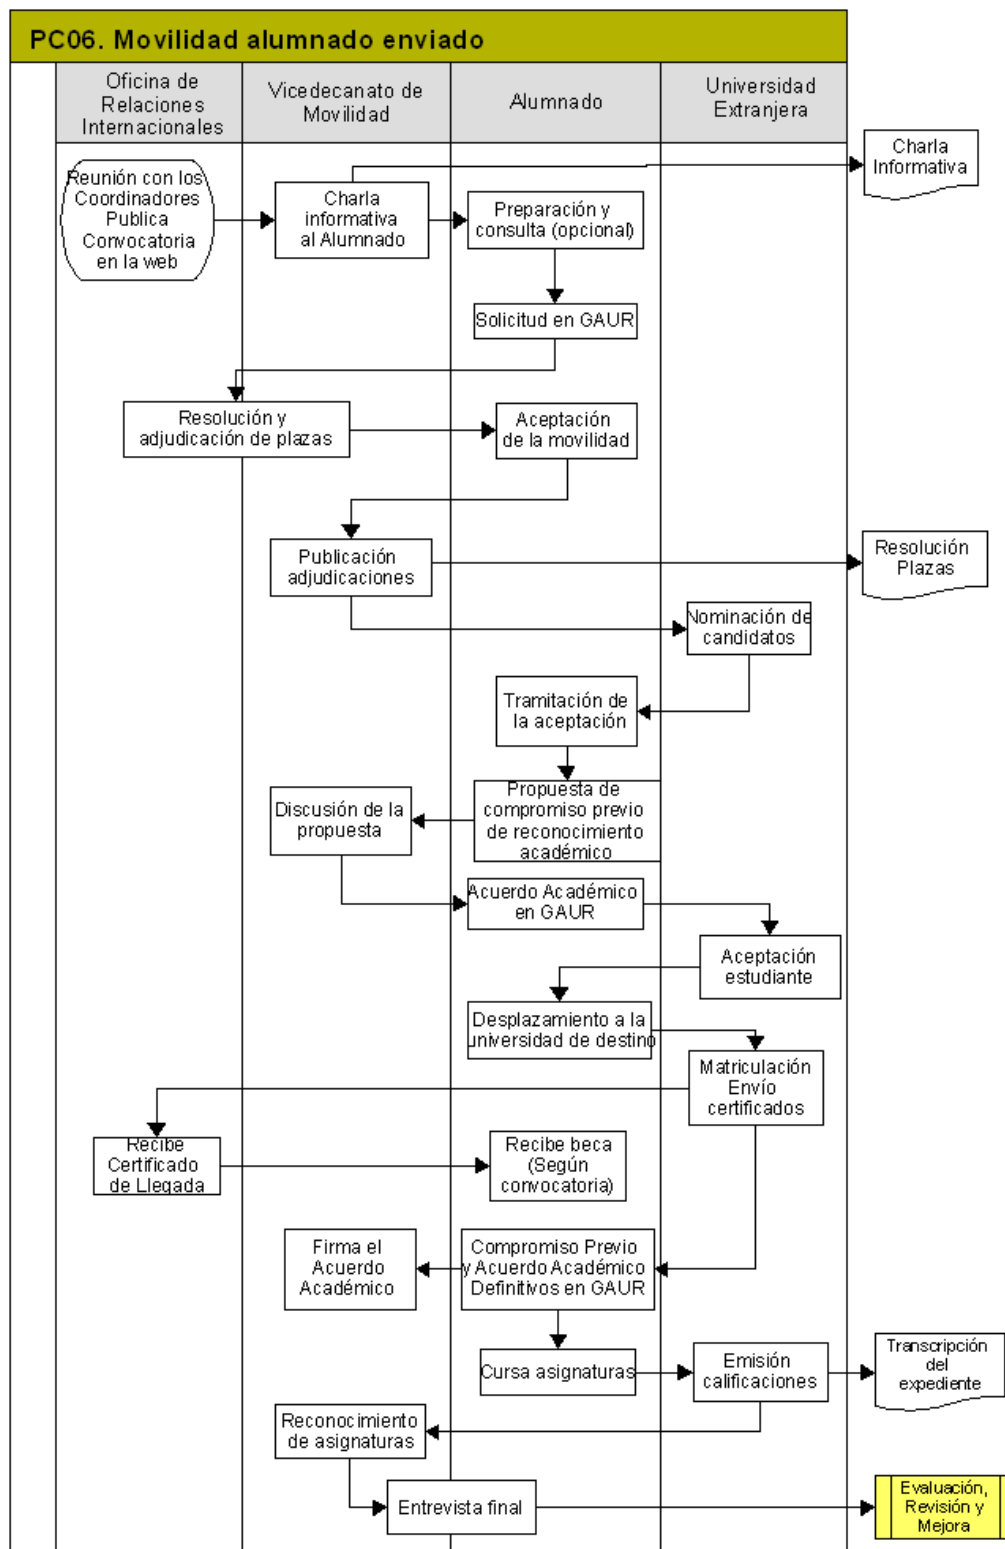 PC06. Movilidad alumnado enviado
Oficina de
Relaciones
Internacionales
Vicedecanato de
Movilidad
Alumnado
Universidad
Extranjera
Charla
Informativa
Reunión con los
Coordinadores
Publica
Convocatoria
en la web
Charla
informativa
al Alumnado
Preparación y
consulta (opcional)
Solicitud en GAUR
Resolución y
adjudicación de plazas
Aceptación
de la movilidad
Publicación
adjudicaciones
Resolución
Plazas
Nominación de
candidatos
Tramitación de
la aceptación
Propuesta de
compromiso previo
de reconocimiento
académico
Discusión de la
propuesta
Acuerdo Académico
en GAUR
Aceptación
estudiante
Desplazamiento a la
universidad de destino
Matriculación
Envío
certificados
Recibe
Certificado
de Llegada
Recibe beca
(Según
convocatoria)
Firma el
Acuerdo
Académico
Compromiso Previo
y Acuerdo Académico
Definitivos en GAUR
Cursa asignaturas
Emisión
calificaciones
Transcripción
del
expediente
Reconocimiento
de asignaturas
Entrevista final
Evaluación,
Revisión y
Mejora